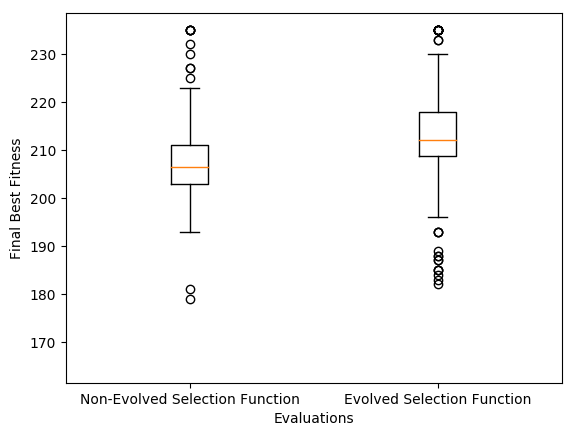 230
220
210
200
190
180
170
Final Best Fitness
Non-Evolved Selection Function
Evolved Selection Function
Evaluations